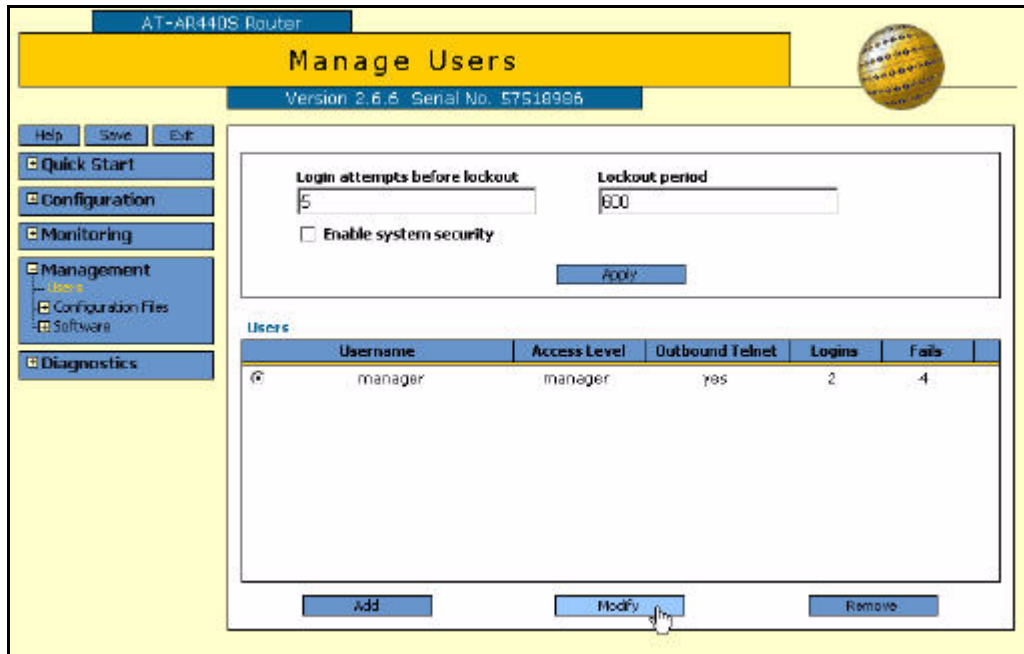 AT-AR440S Router
Manage Users
Version 2.6.6 Serial No. 57518986
Help Save Exit
Quick Start
Configuration
Monitoring
Management
Users
Configuration Files
Software
Diagnostics
Login attempts before lockout Lockout period
5 600
Enable system security
Apply
Users
Username Access Level Outbound Telnet Logins Fails
manager manager yes 2 4
Add Modify Remove